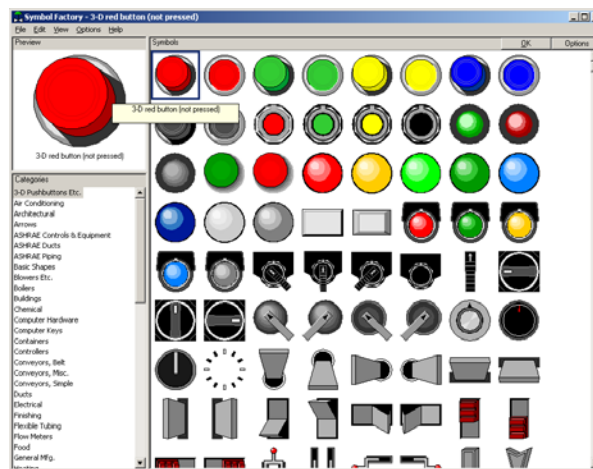 Symbol Factory - 3-D red button (not pressed)
File Edit View Options Help
Preview
Symbols
OK
Options
3-D red button (not pressed)
3-D red button (not pressed)
Categories
3-D Pushbuttons Etc.
Air Conditioning
Architectural
Arrows
ASHRAE Controls & Equipment
ASHRAE Ducts
ASHRAE Piping
Basic Shapes
Blowers Etc.
Boilers
Buildings
Chemical
Computer Hardware
Computer Keys
Containers
Controllers
Conveyors, Belt
Conveyors, Misc.
Conveyors, Simple
Ducts
Electrical
Finishing
Flexible Tubing
Flow Meters
Food
General Mfg.